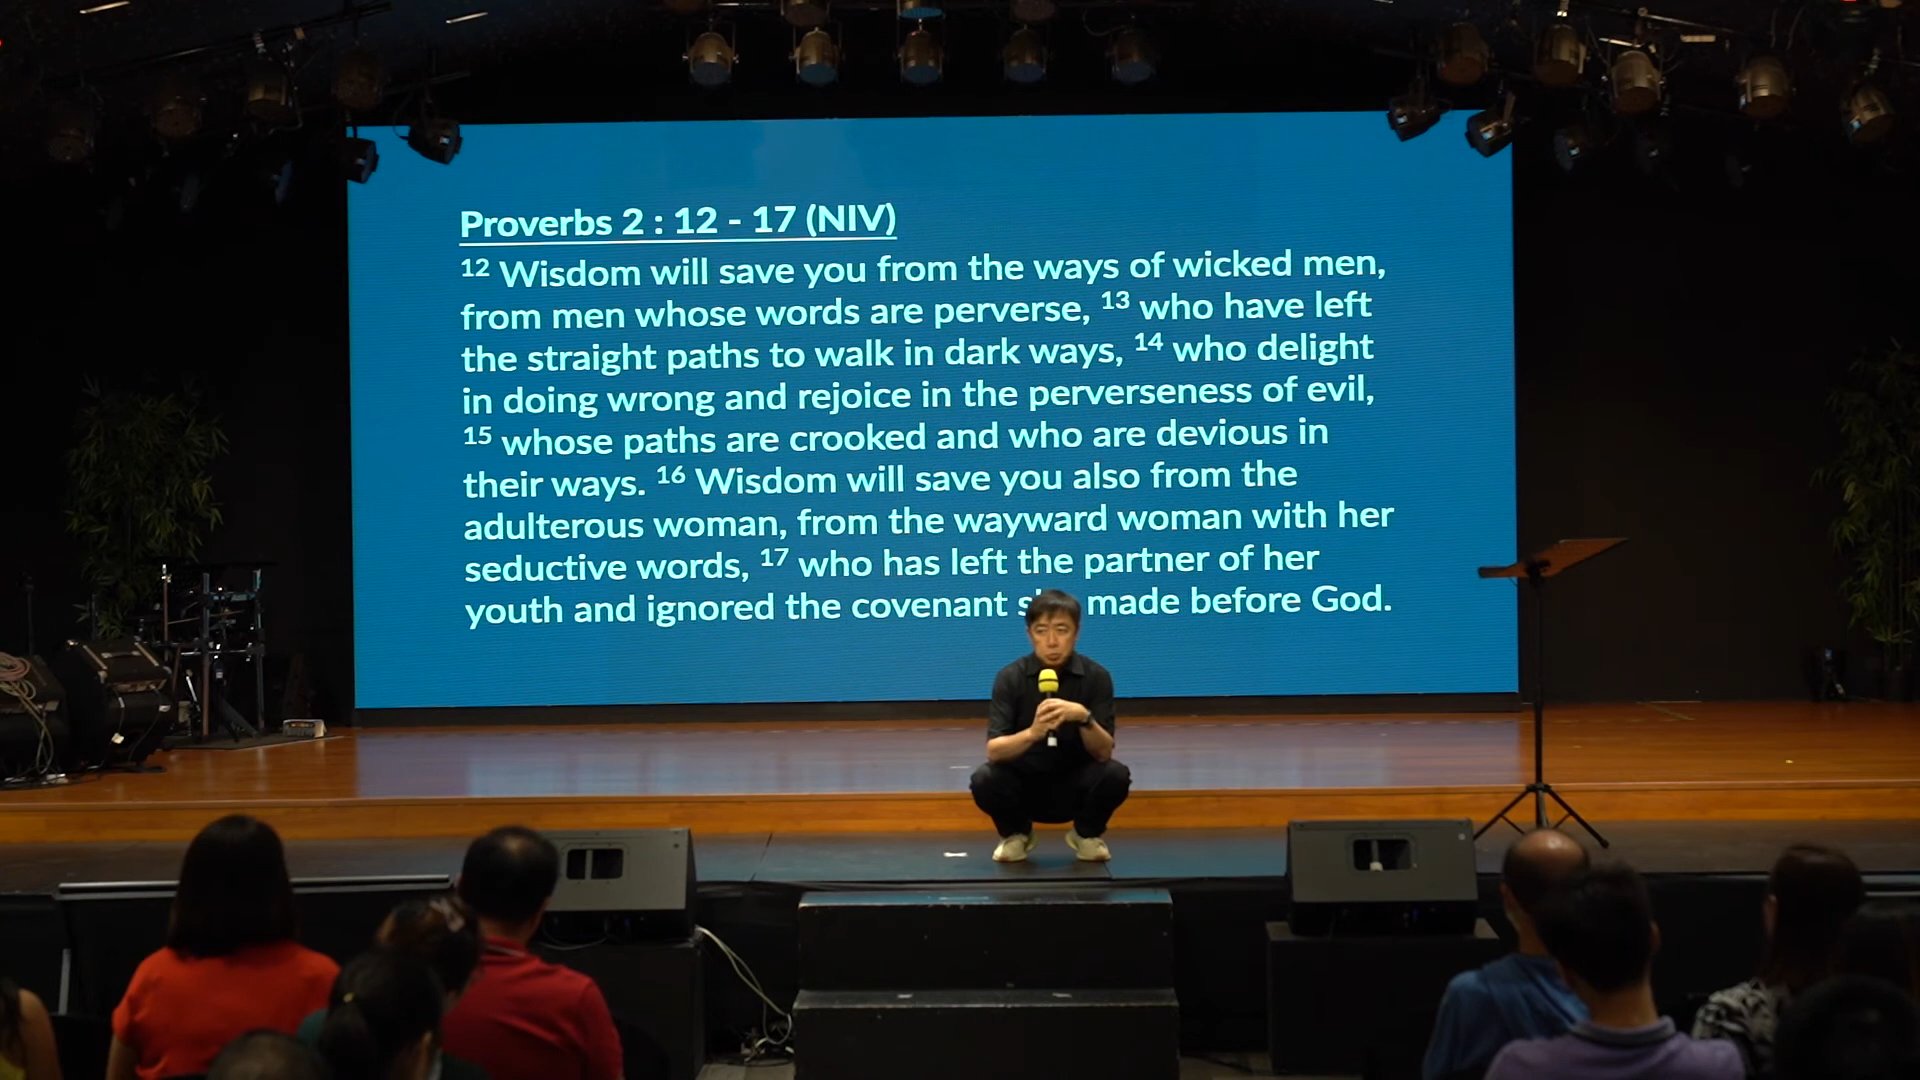 Proverbs 2 : 12 - 17 (NIV)
12 Wisdom will save you from the ways of wicked men,
from men whose words are perverse, 13 who have left
the straight paths to walk in dark ways, 14 who delight
in doing wrong and rejoice in the perverseness of evil,
15 whose paths are crooked and who are devious in
their ways. 16 Wisdom will save you also from the
adulterous woman, from the wayward woman with her
seductive words, 17 who has left the partner of her
youth and ignored the covenant made before God.